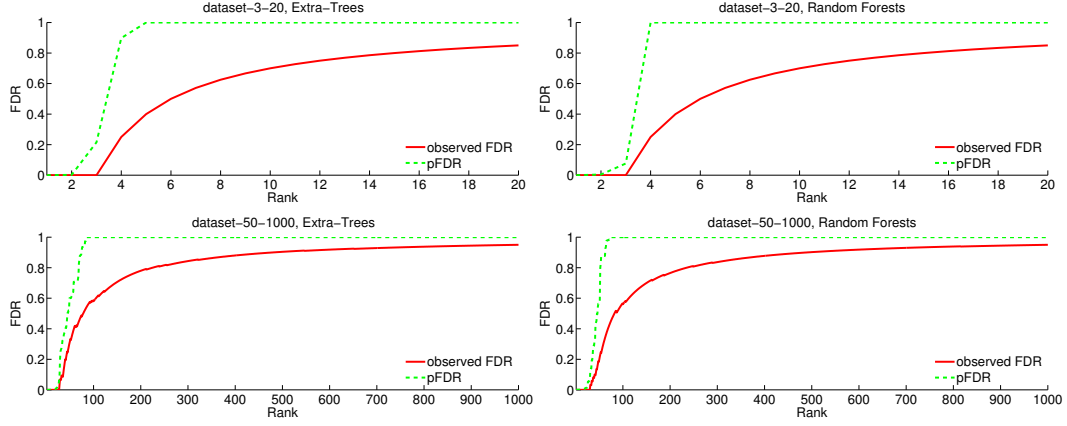 dataset−3−20, Extra−Trees
1
0.8
0.6
0.4
0.2
0
FDR
observed FDR
pFDR
2 4 6 8 10 12 14 16 18 20
Rank
dataset−3−20, Random Forests
1
0.8
0.6
0.4
0.2
0
FDR
observed FDR
pFDR
2 4 6 8 10 12 14 16 18 20
Rank
dataset−50−1000, Extra−Trees
1
0.8
0.6
0.4
0.2
0
FDR
observed FDR
pFDR
100 200 300 400 500 600 700 800 900 1000
Rank
dataset−50−1000, Random Forests
1
0.8
0.6
0.4
0.2
0
FDR
observed FDR
pFDR
100 200 300 400 500 600 700 800 900 1000
Rank